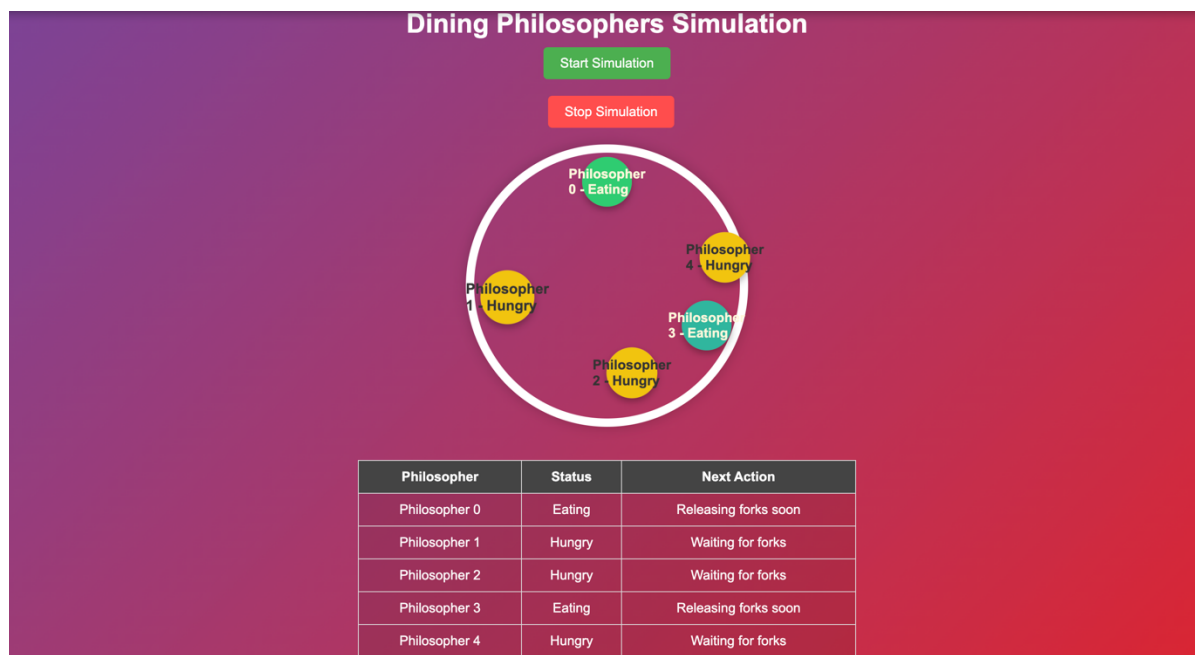 Dining Philosophers Simulation
Start Simulation
Stop Simulation
Philosopher
0 - Eating
Philosopher
4 - Hungry
Philosopher
1 - Hungry
Philosophe
3 - Eating
Philosopher
2 - Hungry
Philosopher Status Next Action
Philosopher 0 Eating Releasing forks soon
Philosopher 1 Hungry Waiting for forks
Philosopher 2 Hungry Waiting for forks
Philosopher 3 Eating Releasing forks soon
Philosopher 4 Hungry Waiting for forks